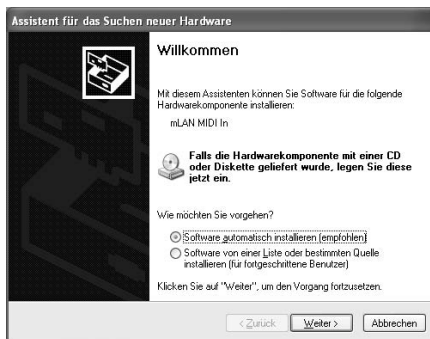 Assistent für das Suchen neuer Hardware
Willkommen
Mit diesem Assistenten können Sie Software für die folgende
Hardwarekomponente installieren:
mLAN MIDI In
Falls die Hardwarekomponente mit einer CD
oder Diskette geliefert wurde, legen Sie diese
jetzt ein.
Wie möchten Sie vorgehen?
Software automatisch installieren (empfohlen)
Software von einer Liste oder bestimmten Quelle
installieren (für fortgeschrittene Benutzer)
Klicken Sie auf "Weiter", um den Vorgang fortzusetzen.
< Zurück Weiter > Abbrechen